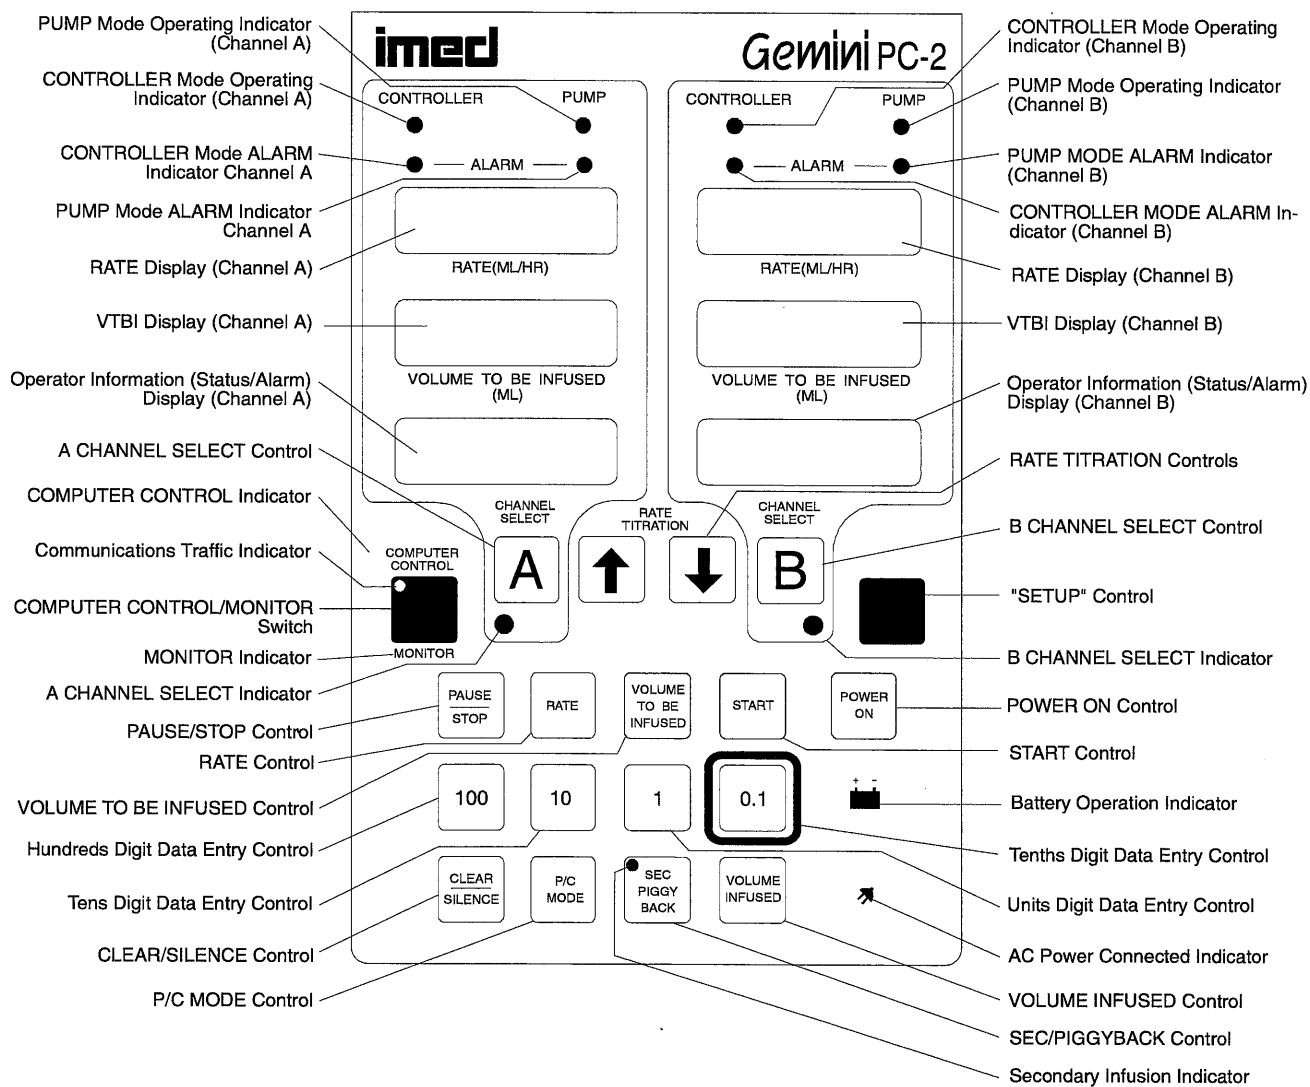 PUMP Mode Operating Indicator
(Channel A)
CONTROLLER Mode Operating
Indicator (Channel A)
CONTROLLER Mode ALARM
Indicator Channel A
PUMP Mode ALARM Indicator
Channel A
RATE Display (Channel A)
VTBI Display (Channel A)
Operator Information (Status/Alarm)
Display (Channel A)
A CHANNEL SELECT Control
COMPUTER CONTROL Indicator
Communications Traffic Indicator
COMPUTER CONTROL/MONITOR
Switch
MONITOR Indicator
A CHANNEL SELECT Indicator
PAUSE/STOP Control
RATE Control
VOLUME TO BE INFUSED Control
Hundreds Digit Data Entry Control
Tens Digit Data Entry Control
CLEAR/SILENCE Control
P/C MODE Control
imed
Gemini PC-2
CONTROLLER PUMP
ALARM
RATE(ML/HR)
VOLUME TO BE INFUSED
(ML)
CONTROLLER PUMP
ALARM
RATE(ML/HR)
VOLUME TO BE INFUSED
(ML)
CHANNEL
SELECT
A
RATE
TITRATION
CHANNEL
SELECT
B
COMPUTER
CONTROL
MONITOR
PAUSE
STOP
RATE
VOLUME
TO BE
INFUSED
START
POWER
ON
100
10
1
0.1
+ -
CLEAR
SILENCE
P/C
MODE
SEC
PIGGY
BACK
VOLUME
INFUSED
CONTROLLER Mode Operating
Indicator (Channel B)
PUMP Mode Operating Indicator
(Channel B)
PUMP MODE ALARM Indicator
(Channel B)
CONTROLLER MODE ALARM In-
dicator (Channel B)
RATE Display (Channel B)
VTBI Display (Channel B)
Operator Information (Status/Alarm)
Display (Channel B)
RATE TITRATION Controls
B CHANNEL SELECT Control
"SETUP" Control
B CHANNEL SELECT Indicator
POWER ON Control
START Control
Battery Operation Indicator
Tenths Digit Data Entry Control
Units Digit Data Entry Control
AC Power Connected Indicator
VOLUME INFUSED Control
SEC/PIGGYBACK Control
Secondary Infusion Indicator